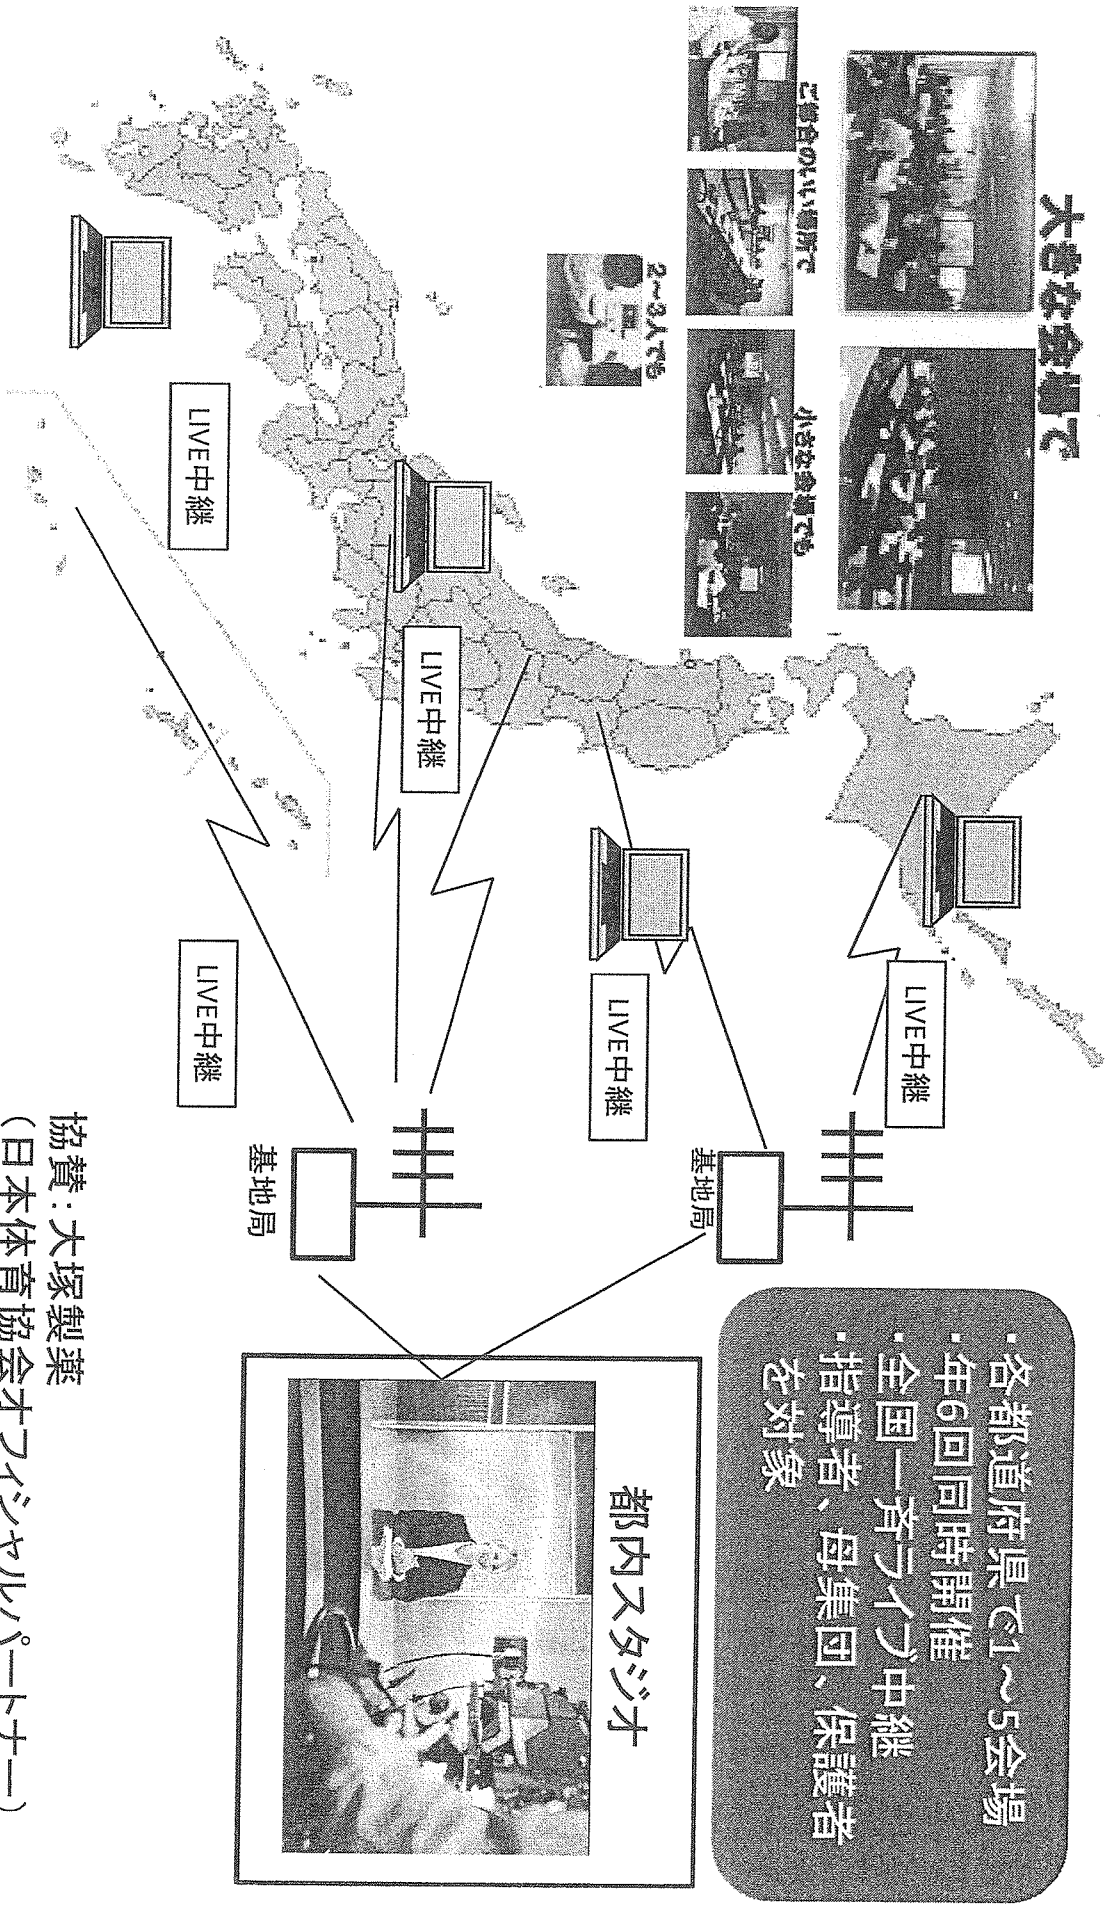 大きな会場で
ご都合のいい場所で
小さな会場でも
2～3人でも
・各都道府県で1～5会場
・年6回同時開催
・全国一斉ライブ中継
・指導者、母集団、保護者
を対象
LIVE中継
LIVE中継
LIVE中継
LIVE中継
LIVE中継
基地局
基地局
都内スタジオ
協賛：大塚製薬
（日本体育協会オフィシャルパートナー）